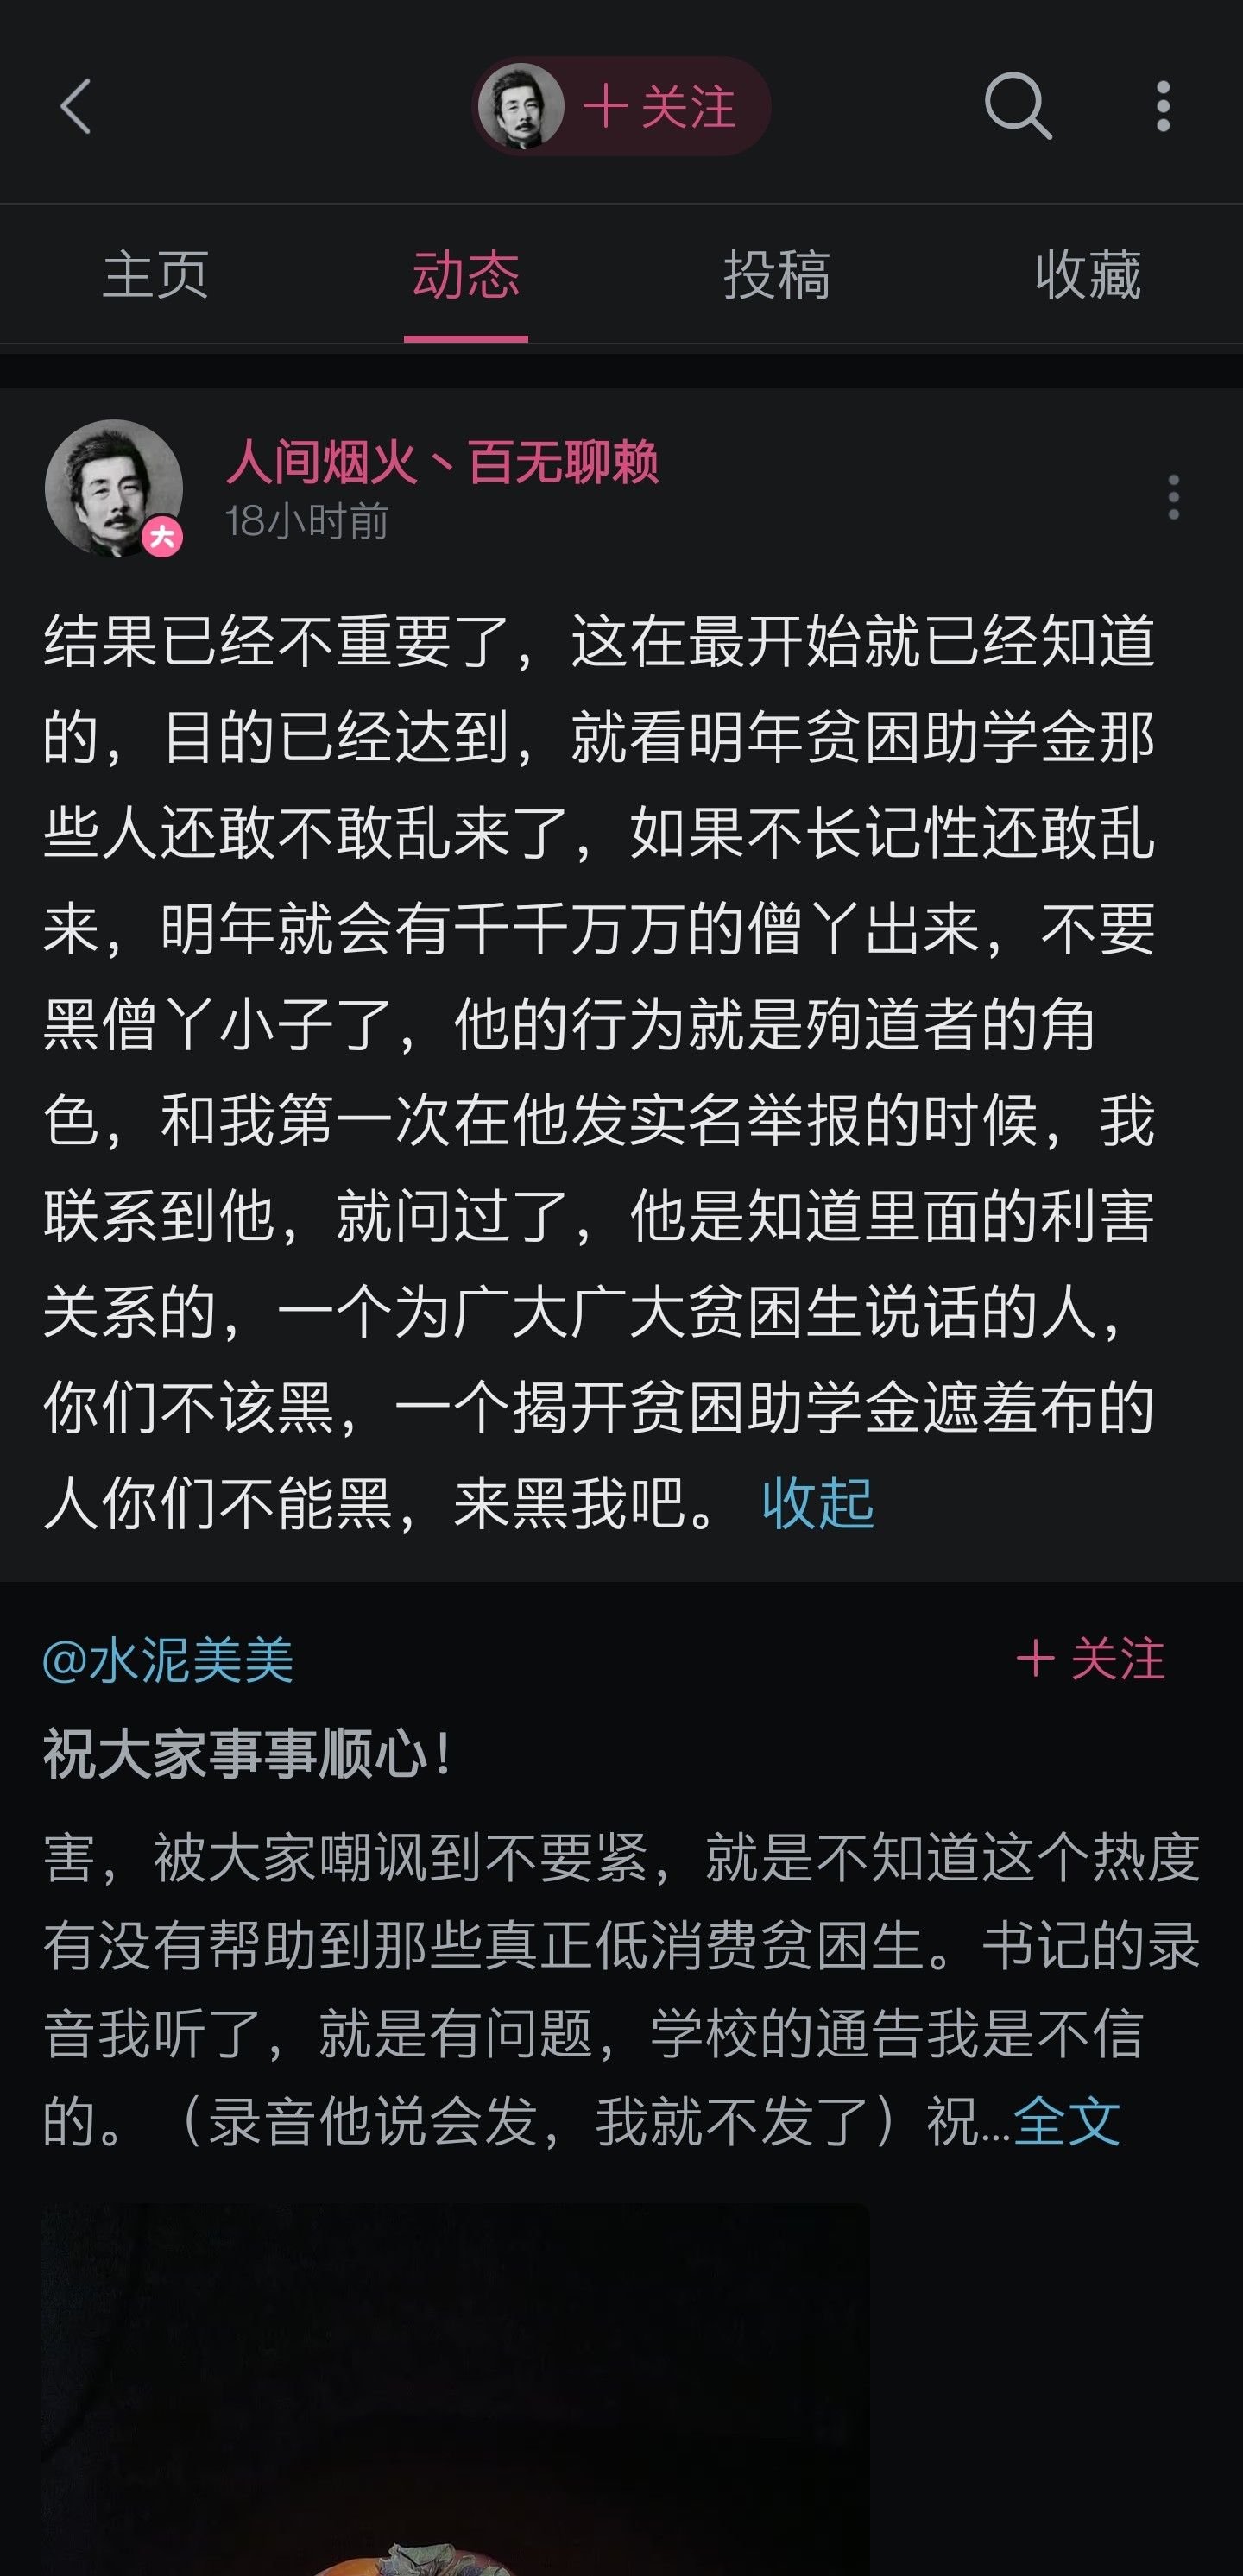 关注
主页 动态 投稿 收藏
人间烟火丶百无聊赖
18小时前
结果已经不重要了，这在最开始就已经知道
的，目的已经达到，就看明年贫困助学金那
些人还敢不敢乱来了，如果不长记性还敢乱
来，明年就会有千千万万的僧丫出来，不要
黑僧丫小子了，他的行为就是殉道者的角
色，和我第一次在他发实名举报的时候，我
联系到他，就问过了，他是知道里面的利害
关系的，一个为广大广大贫困生说话的人，
你们不该黑，一个揭开贫困助学金遮羞布的
人你们不能黑，来黑我吧。 收起
@水泥美美 关注
祝大家事事顺心！
害，被大家嘲讽到不要紧，就是不知道这个热度
有没有帮助到那些真正低消费贫困生。书记的录
音我听了，就是有问题，学校的通告我是不信
的。（录音他说会发，我就不发了）祝...全文